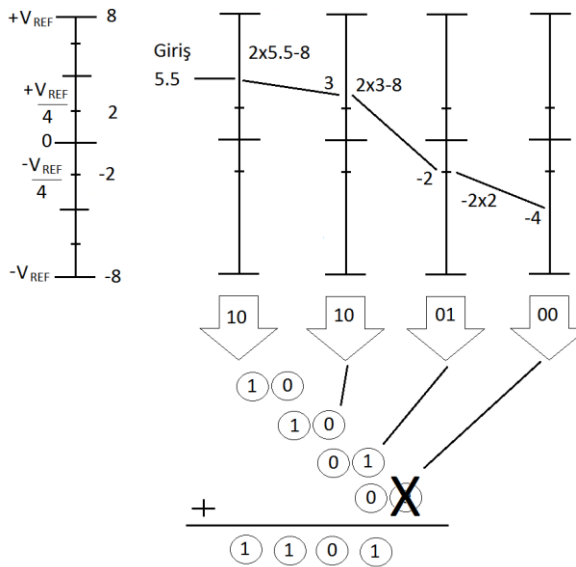 +VREF 8
Giriş 2x5.5-8
5.5 3 2x3-8
+VREF
4 2
0
-VREF
4 -2
-2 -2x2 -4
-VREF -8
10 10 01 00
1 0
1 0
0 1
0 X
+
1 1 0 1